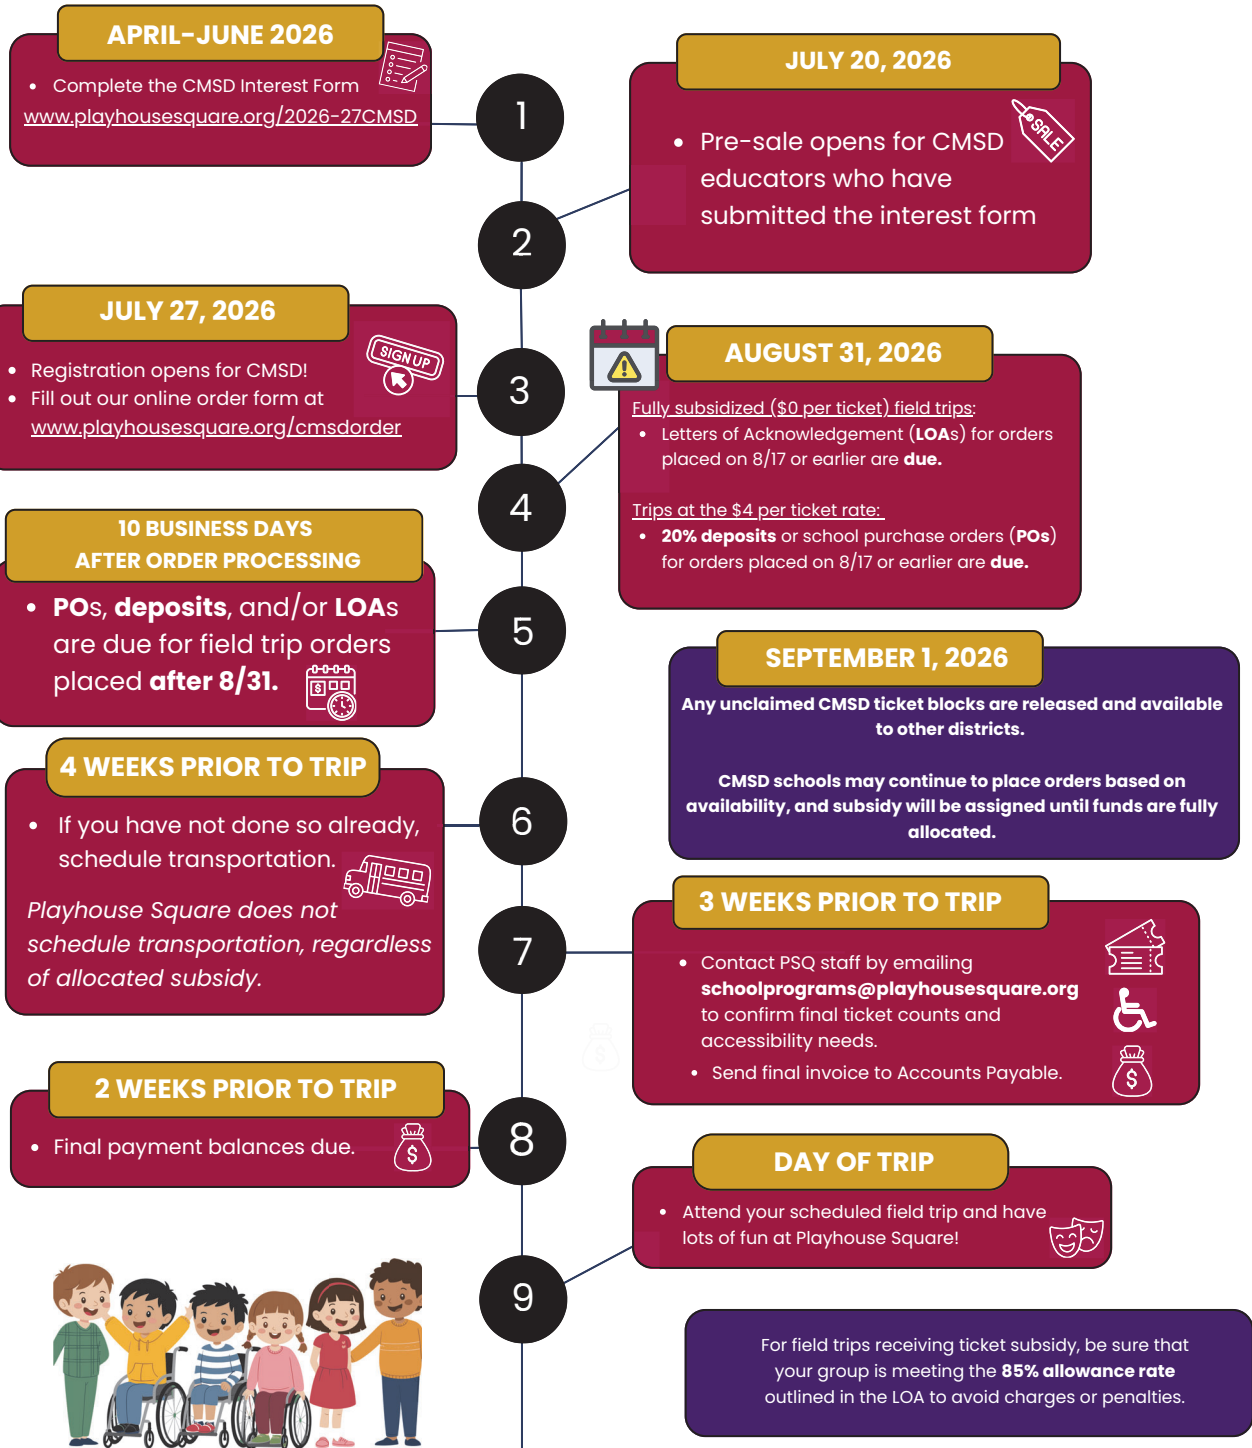 APRIL-JUNE 2026
• Complete the CMSD Interest Form
www.playhousesquare.org/2026-27CMSD
1
JULY 20, 2026
• Pre-sale opens for CMSD
educators who have
submitted the interest form
SALE
2
JULY 27, 2026
• Registration opens for CMSD!
• Fill out our online order form at
www.playhousesquare.org/cmsdorder
SIGN UP
3
AUGUST 31, 2026
Fully subsidized ($0 per ticket) field trips:
• Letters of Acknowledgement (LOAs) for orders
placed on 8/17 or earlier are due.
Trips at the $4 per ticket rate:
• 20% deposits or school purchase orders (POs)
for orders placed on 8/17 or earlier are due.
4
10 BUSINESS DAYS
AFTER ORDER PROCESSING
• POs, deposits, and/or LOAs
are due for field trip orders
placed after 8/31.
$
5
SEPTEMBER 1, 2026
Any unclaimed CMSD ticket blocks are released and available
to other districts.
CMSD schools may continue to place orders based on
availability, and subsidy will be assigned until funds are fully
allocated.
4 WEEKS PRIOR TO TRIP
• If you have not done so already,
schedule transportation.
Playhouse Square does not
schedule transportation, regardless
of allocated subsidy.
6
3 WEEKS PRIOR TO TRIP
• Contact PSQ staff by emailing
schoolprograms@playhousesquare.org
to confirm final ticket counts and
accessibility needs.
• Send final invoice to Accounts Payable.
$
7
$
2 WEEKS PRIOR TO TRIP
• Final payment balances due.
$
8
DAY OF TRIP
• Attend your scheduled field trip and have
lots of fun at Playhouse Square!
9
For field trips receiving ticket subsidy, be sure that
your group is meeting the 85% allowance rate
outlined in the LOA to avoid charges or penalties.